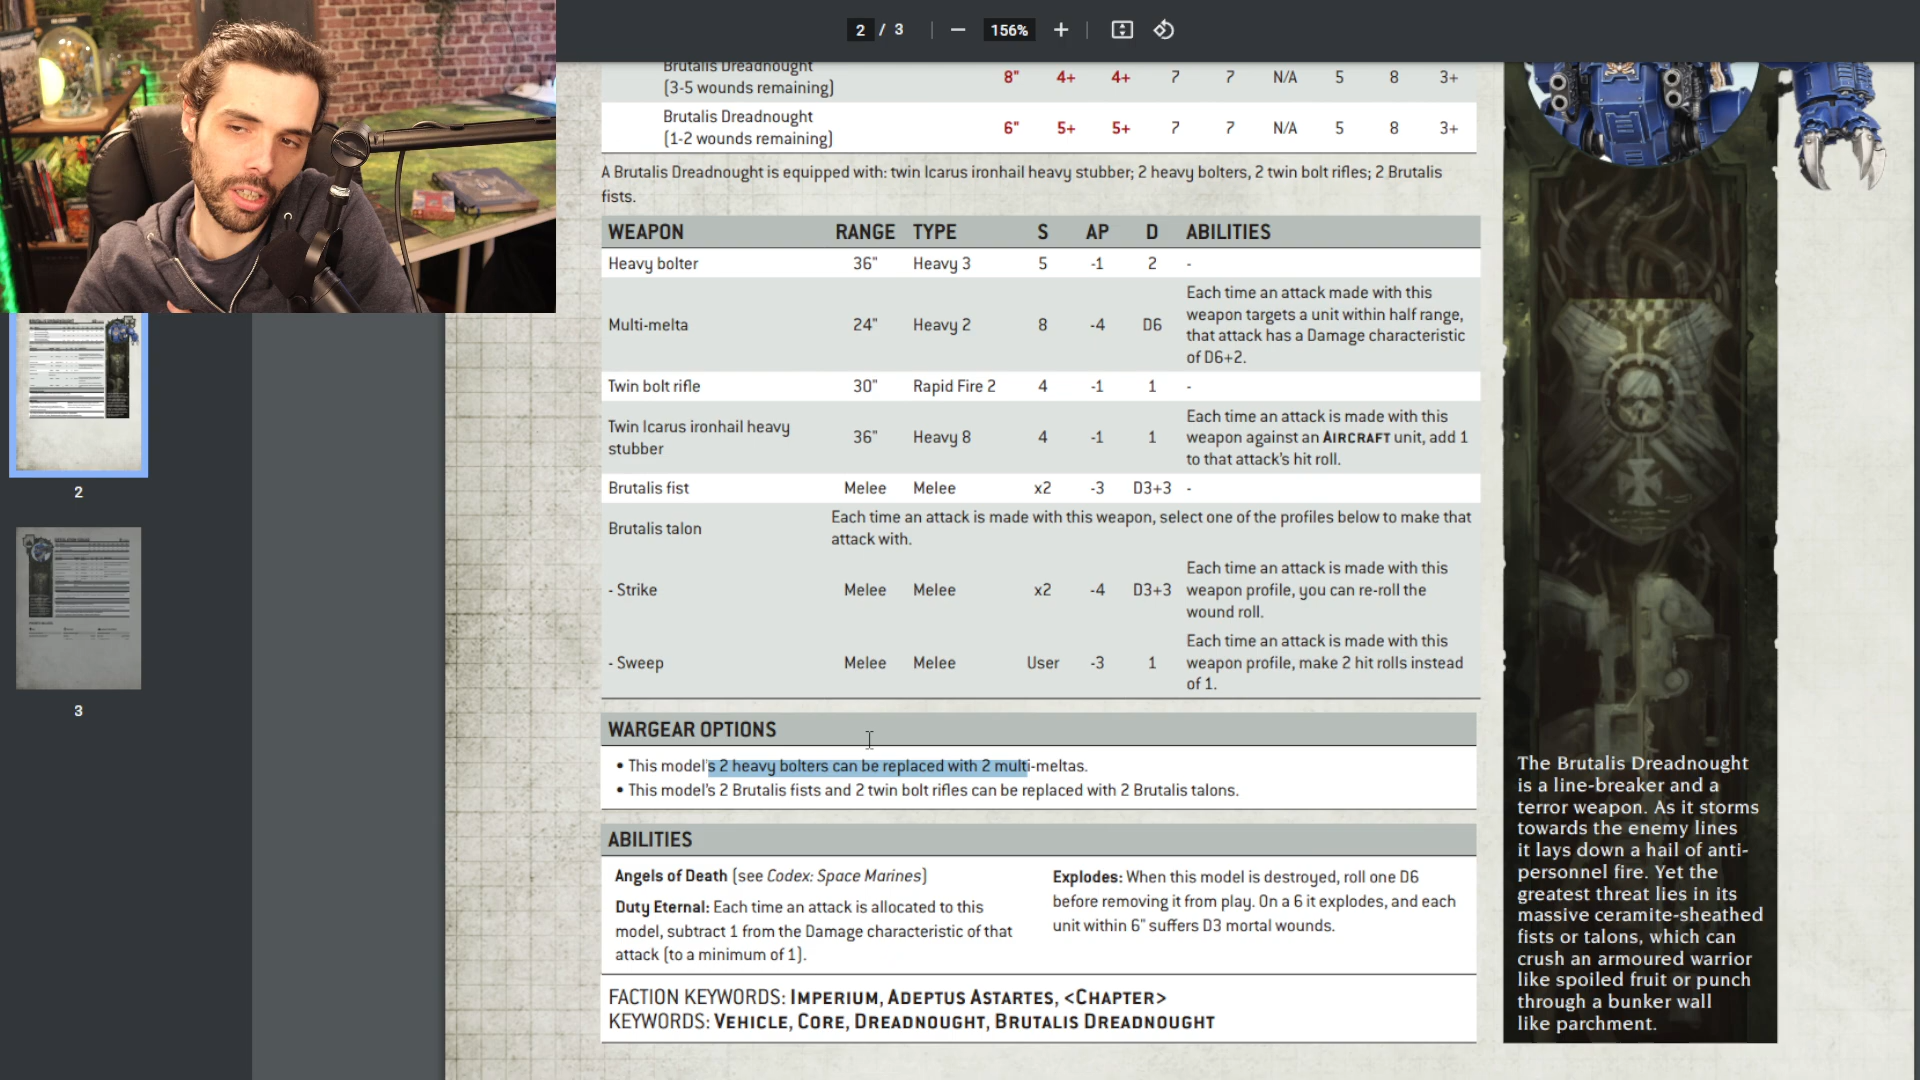 2 / 3 156%
Brutalis Dreadnought
(3-5 wounds remaining) 8" 4+ 4+ 7 7 N/A 5 8 3+
Brutalis Dreadnought
(1-2 wounds remaining) 6" 5+ 5+ 7 7 N/A 5 8 3+
A Brutalis Dreadnought is equipped with: twin Icarus ironhail heavy stubber; 2 heavy bolters, 2 twin bolt rifles; 2 Brutalis
fists.
WEAPON RANGE TYPE S AP D ABILITIES
Heavy bolter 36" Heavy 3 5 -1 2 -
Multi-melta 24" Heavy 2 8 -4 D6 Each time an attack made with this
weapon targets a unit within half range,
that attack has a Damage characteristic
of D6+2.
Twin bolt rifle 30" Rapid Fire 2 4 -1 1 -
Twin Icarus ironhail heavy
stubber 36" Heavy 8 4 -1 1 Each time an attack is made with this
weapon against an AIRCRAFT unit, add 1
to that attack's hit roll.
Brutalis fist Melee Melee x2 -3 D3+3 -
Brutalis talon Each time an attack is made with this weapon, select one of the profiles below to make that
attack with.
- Strike Melee Melee x2 -4 D3+3 Each time an attack is made with this
weapon profile, you can re-roll the
wound roll.
- Sweep Melee Melee User -3 1 Each time an attack is made with this
weapon profile, make 2 hit rolls instead
of 1.
WARGEAR OPTIONS
• This model's 2 heavy bolters can be replaced with 2 multi-meltas.
• This model's 2 Brutalis fists and 2 twin bolt rifles can be replaced with 2 Brutalis talons.
ABILITIES
Angels of Death (see Codex: Space Marines)
Duty Eternal: Each time an attack is allocated to this
model, subtract 1 from the Damage characteristic of that
attack (to a minimum of 1).
Explodes: When this model is destroyed, roll one D6
before removing it from play. On a 6 it explodes, and each
unit within 6" suffers D3 mortal wounds.
FACTION KEYWORDS: IMPERIUM, ADEPTUS ASTARTES, <CHAPTER>
KEYWORDS: VEHICLE, CORE, DREADNOUGHT, BRUTALIS DREADNOUGHT
The Brutalis Dreadnought
is a line-breaker and a
terror weapon. As it storms
towards the enemy lines
it lays down a hail of anti-
personnel fire. Yet the
greatest threat lies in its
massive ceramite-sheathed
fists or talons, which can
crush an armoured warrior
like spoiled fruit or punch
through a bunker wall
like parchment.
2
3